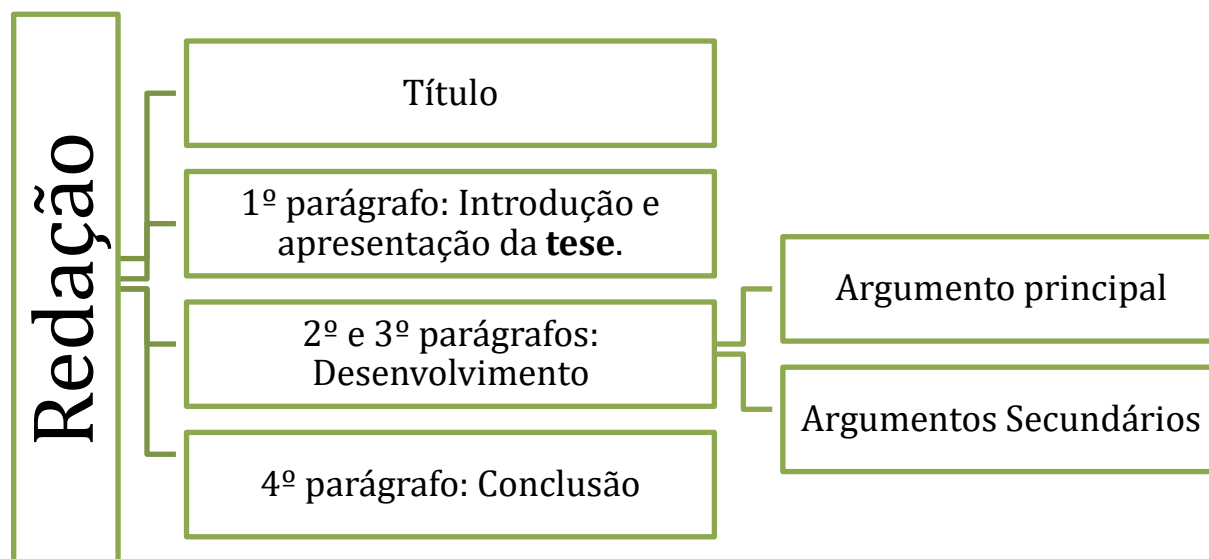 Redação
Título
1º parágrafo: Introdução e
apresentação da tese.
2º e 3º parágrafos:
Desenvolvimento
Argumento principal
Argumentos Secundários
4º parágrafo: Conclusão